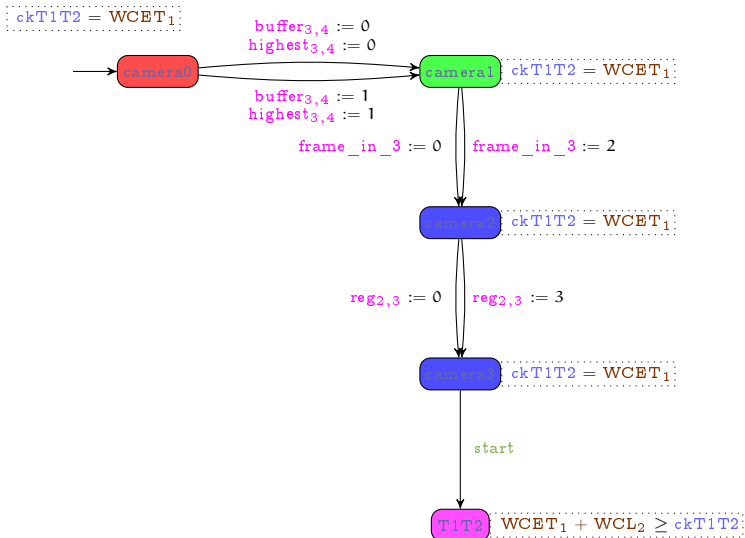 ckT1T2 = WCET₁
buffer₃,₄ := 0
highest₃,₄ := 0
camera0
camera1
ckT1T2 = WCET₁
buffer₃,₄ := 1
highest₃,₄ := 1
frame_in_3 := 0
frame_in_3 := 2
camera2
ckT1T2 = WCET₁
reg₂,₃ := 0
reg₂,₃ := 3
camera3
ckT1T2 = WCET₁
start
T1T2
WCET₁ + WCL₂ ≥ ckT1T2